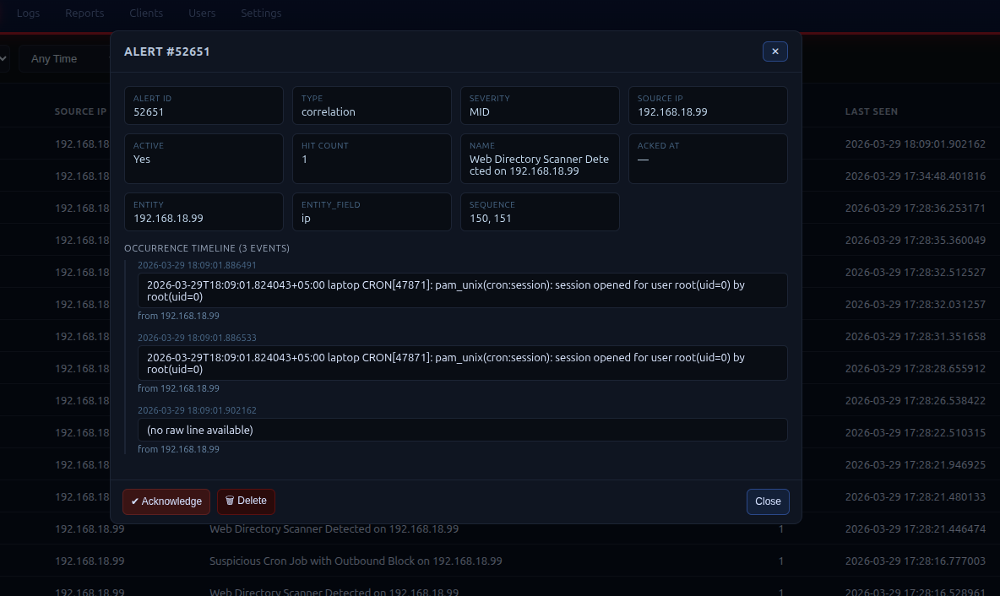 Logs Reports Clients Users Settings
Any Time
ALERT #52651
✕
SOURCE IP
LAST SEEN
ALERT ID
52651
TYPE
correlation
SEVERITY
MID
SOURCE IP
192.168.18.99
ACTIVE
Yes
HIT COUNT
1
NAME
Web Directory Scanner Dete
cted on 192.168.18.99
ACKED AT
—
ENTITY
192.168.18.99
ENTITY_FIELD
ip
SEQUENCE
150, 151
OCCURRENCE TIMELINE (3 EVENTS)
2026-03-29 18:09:01.886491
2026-03-29T18:09:01.824043+05:00 laptop CRON[47871]: pam_unix(cron:session): session opened for user root(uid=0) by
root(uid=0)
from 192.168.18.99
2026-03-29 18:09:01.886533
2026-03-29T18:09:01.824043+05:00 laptop CRON[47871]: pam_unix(cron:session): session opened for user root(uid=0) by
root(uid=0)
from 192.168.18.99
2026-03-29 18:09:01.902162
(no raw line available)
from 192.168.18.99
✔ Acknowledge
🗑 Delete
Close
192.168.18 2026-03-29 18:09:01.902162
192.168.18 2026-03-29 17:34:48.401816
192.168.18 2026-03-29 17:28:36.253171
192.168.18 2026-03-29 17:28:35.360049
192.168.18 2026-03-29 17:28:32.512527
192.168.18 2026-03-29 17:28:32.031257
192.168.18 2026-03-29 17:28:31.351658
192.168.18 2026-03-29 17:28:28.655912
192.168.18 2026-03-29 17:28:26.538422
192.168.18 2026-03-29 17:28:22.510315
192.168.18 2026-03-29 17:28:21.946925
192.168.18 2026-03-29 17:28:21.480133
192.168.18.99 Web Directory Scanner Detected on 192.168.18.99 1 2026-03-29 17:28:21.446474
192.168.18.99 Suspicious Cron Job with Outbound Block on 192.168.18.99 1 2026-03-29 17:28:16.777003
192.168.18.99 Web Directory Scanner Detected on 192.168.18.99 1 2026-03-29 17:28:16.528961